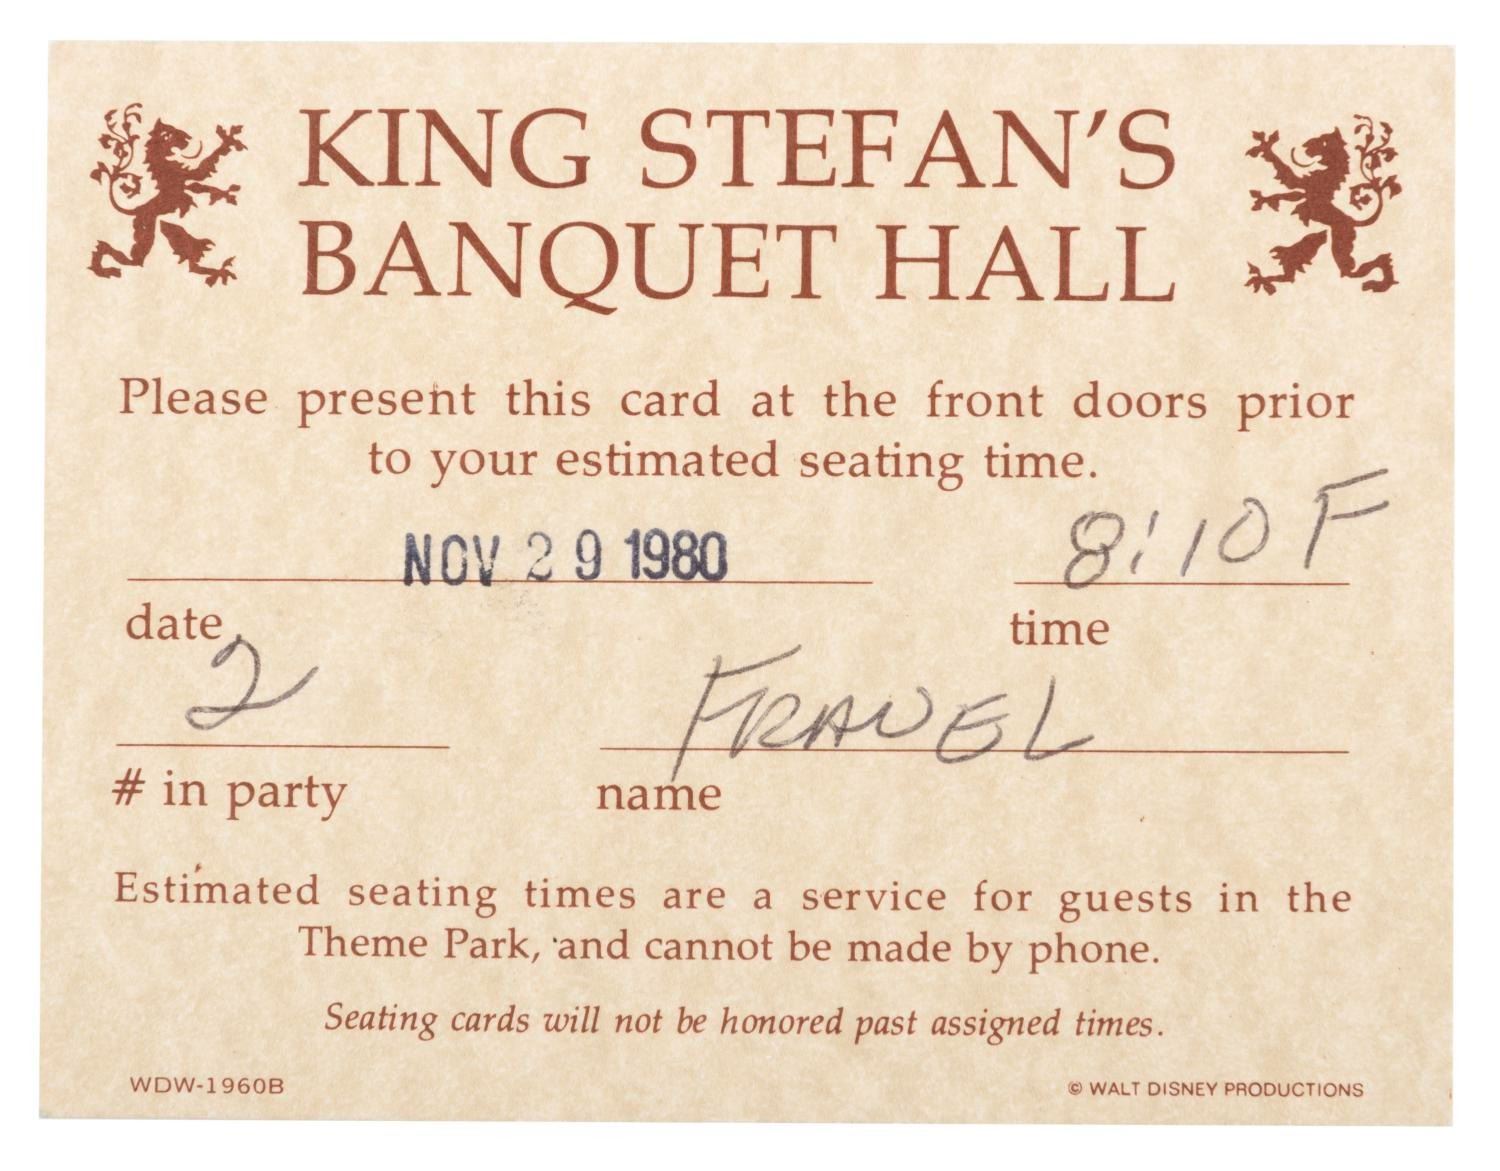 KING STEFAN'S
BANQUET HALL
Please present this card at the front doors prior
to your estimated seating time.
NOV 29 1980 8:10 F
date time
2 FRAVEL
# in party name
Estimated seating times are a service for guests in the
Theme Park, and cannot be made by phone.
Seating cards will not be honored past assigned times.
WDW-1960B © WALT DISNEY PRODUCTIONS